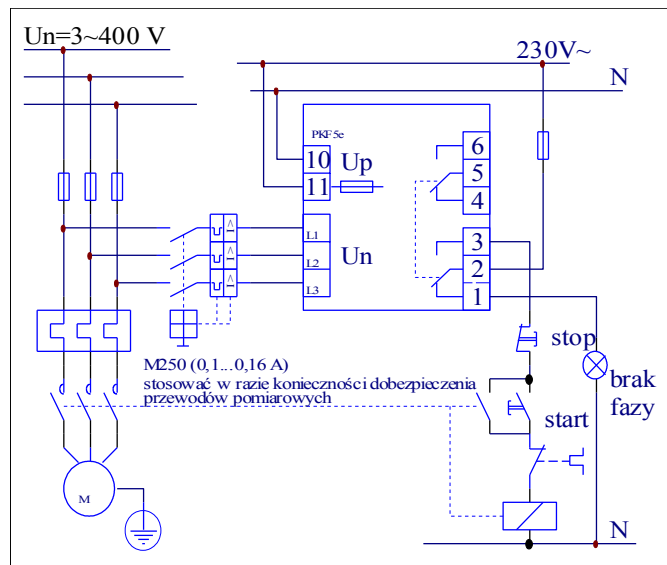 Un=3~400 V
230V~
N
PKF5e
10
Up
11
6
5
4
L1
L2
Un
L3
3
2
1
stop
M250 (0,1...0,16 A)
stosować w razie konieczności dobezpieczenia
przewodów pomiarowych
brak
fazy
start
M
N